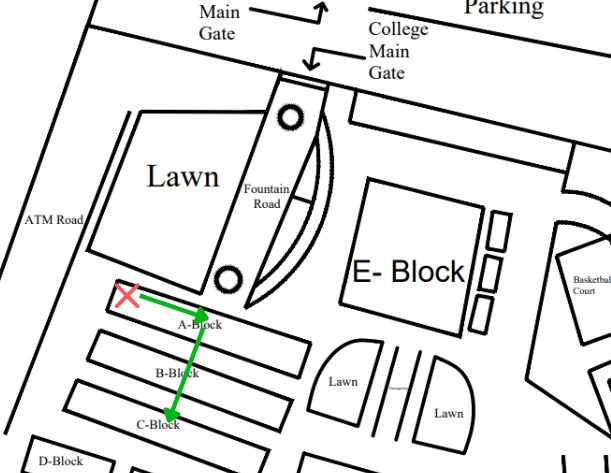 Parking
Main
Gate
College
Main
Gate
Lawn
Fountain
Road
ATM Road
E- Block
Basketbal
Court
A-Block
B-Block
C-Block
D-Block
Lawn
Lawn